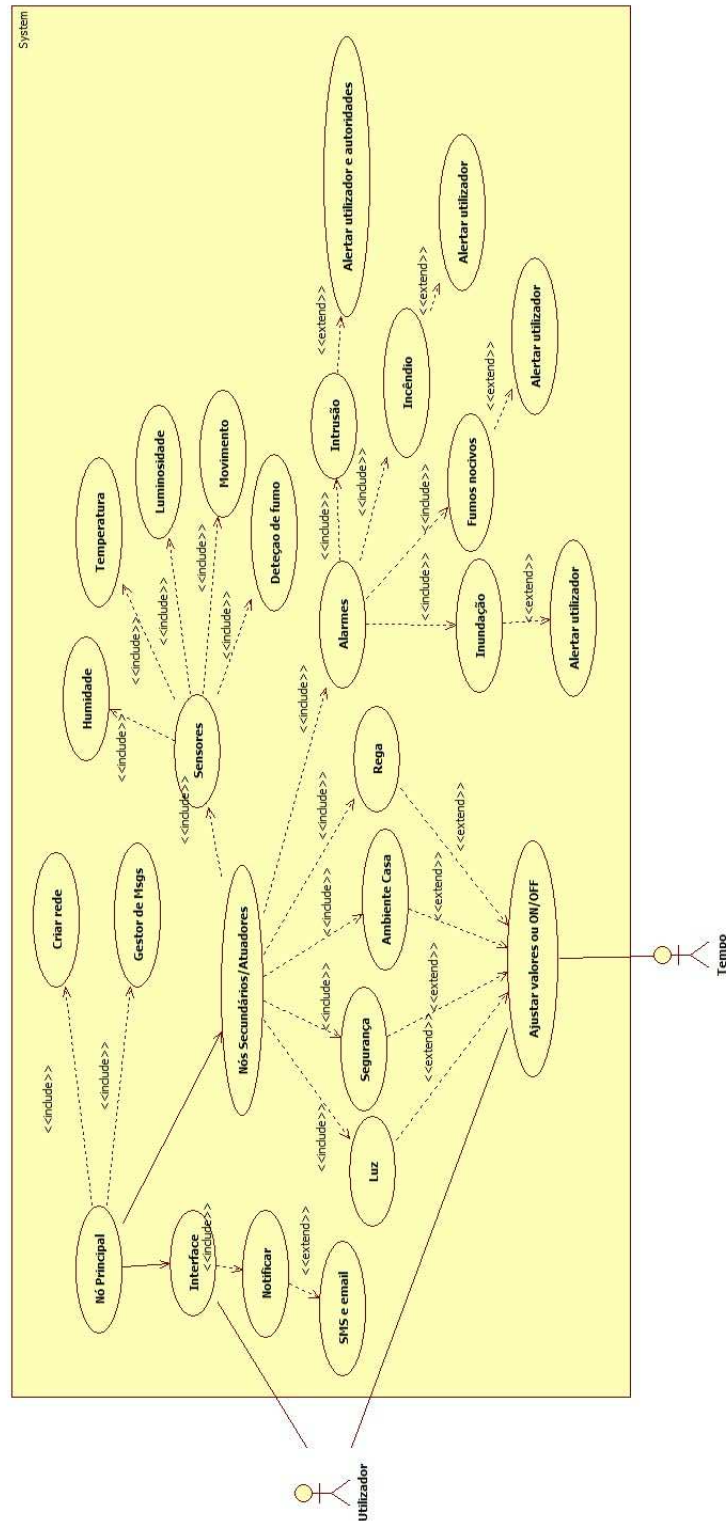 System
Utilizador
Tempo
Nó Principal
<<include>>
Criar rede
<<include>>
Gestor de Msgs
Interface
<<include>>
Notificar
<<extend>>
SMS e email
Nós Secundários/Atuadores
<<include>>
Sensores
<<include>>
Humidade
<<include>>
Temperatura
<<include>>
Luminosidade
<<include>>
Movimento
<<include>>
Deteçao de fumo
<<include>>
Luz
<<extend>>
<<include>>
Segurança
<<extend>>
<<include>>
Ambiente Casa
<<extend>>
<<include>>
Rega
<<extend>>
Ajustar valores ou ON/OFF
<<include>>
Alarmes
<<include>>
Intrusão
<<extend>>
Alertar utilizador e autoridades
<<include>>
Incêndio
<<extend>>
Alertar utilizador
<<include>>
Fumos nocivos
<<extend>>
Alertar utilizador
<<include>>
Inundação
<<extend>>
Alertar utilizador